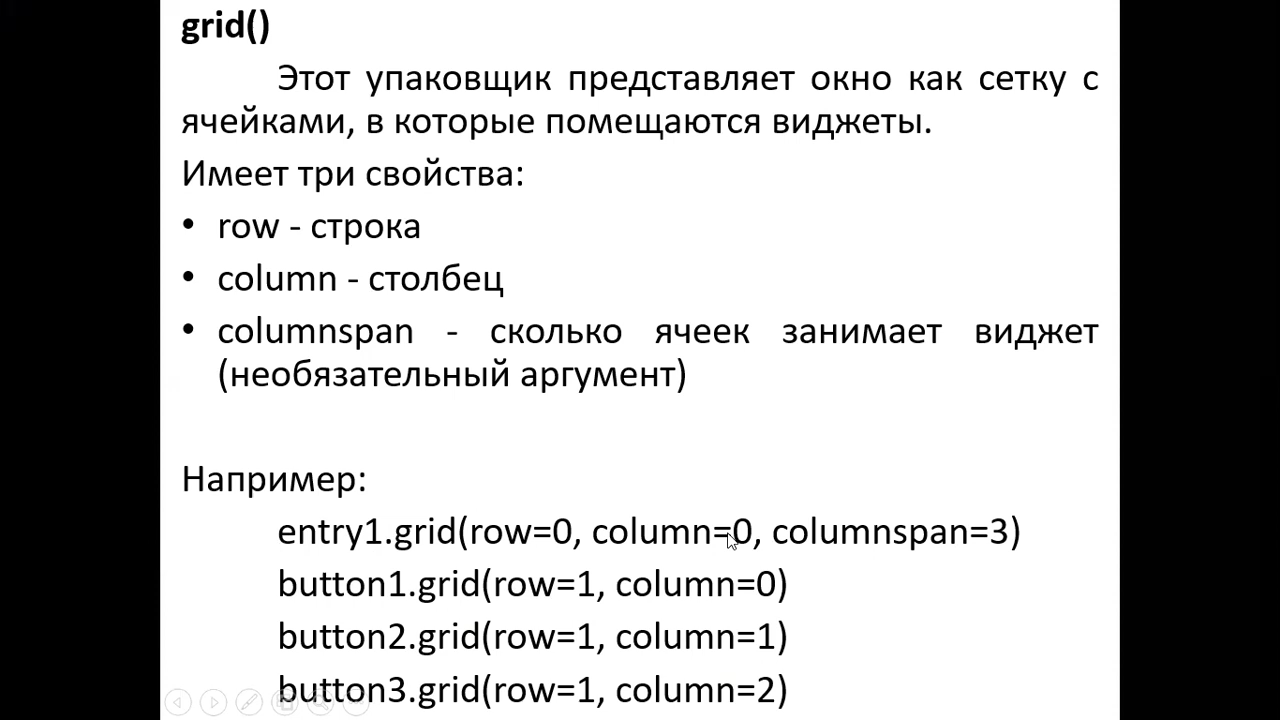 grid()
Этот упаковщик представляет окно как сетку с
ячейками, в которые помещаются виджеты.
Имеет три свойства:
• row - строка
• column - столбец
• columnspan - сколько ячеек занимает виджет
(необязательный аргумент)
Например:
entry1.grid(row=0, column=0, columnspan=3)
button1.grid(row=1, column=0)
button2.grid(row=1, column=1)
button3.grid(row=1, column=2)